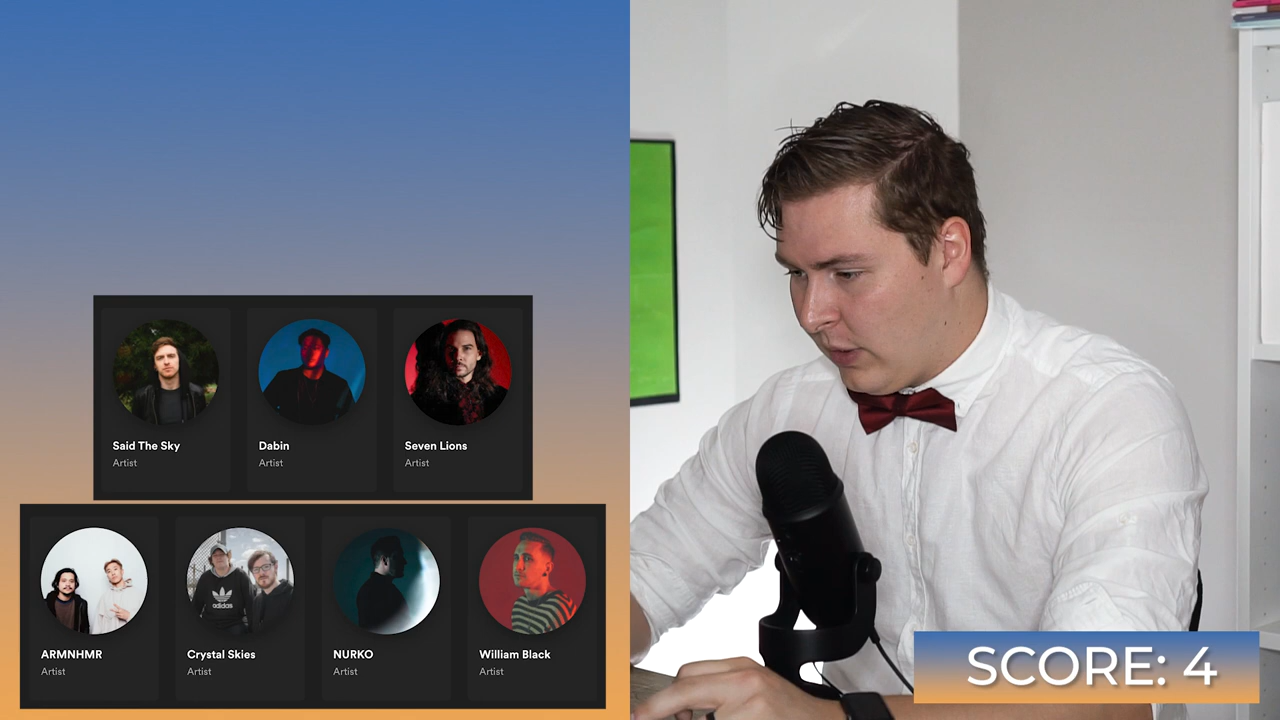 Said The Sky
Artist
Dabin
Artist
Seven Lions
Artist
ARMNHMR
Artist
adidas
Crystal Skies
Artist
NURKO
Artist
William Black
Artist
SCORE: 4